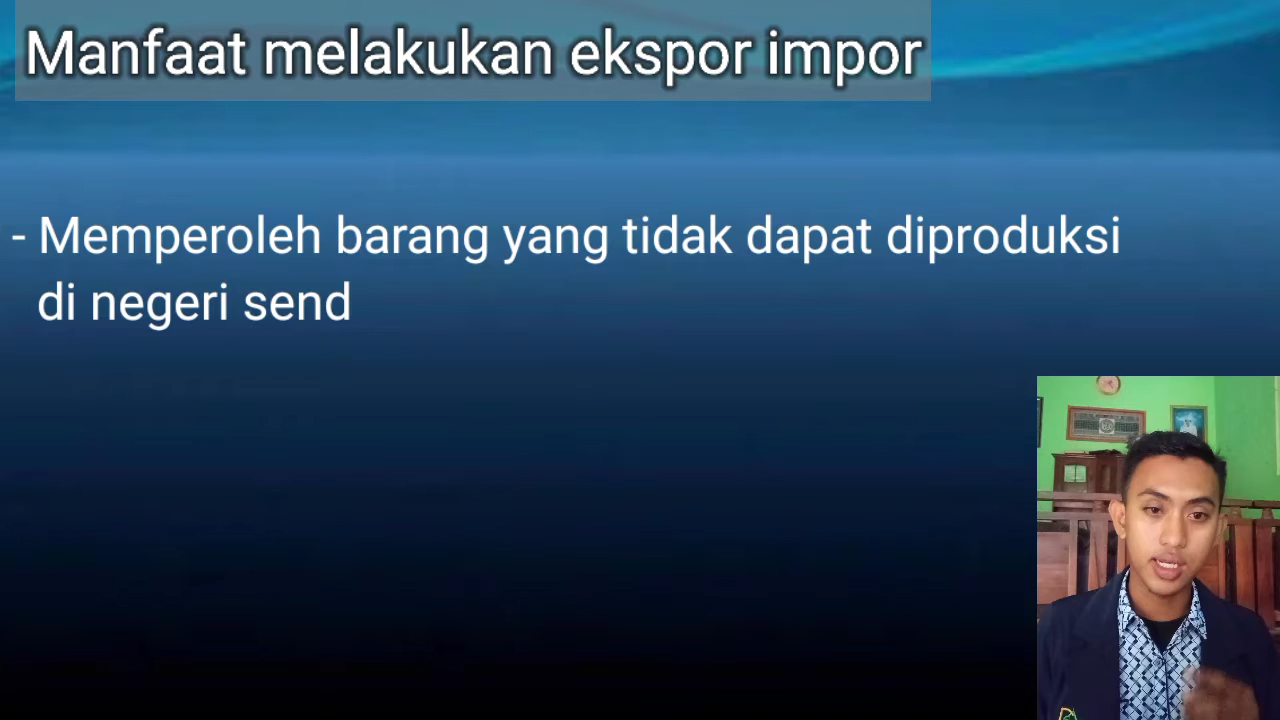 Manfaat melakukan ekspor impor
- Memperoleh barang yang tidak dapat diproduksi
di negeri send